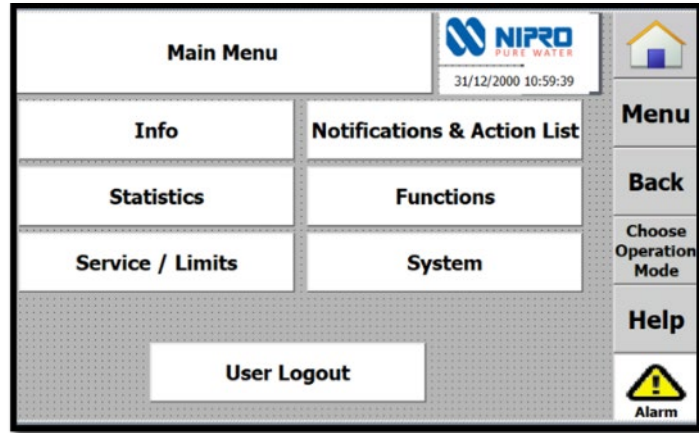 Main Menu
NIPRO
PURE WATER
31/12/2000 10:59:39
Info
Notifications & Action List
Statistics
Functions
Service / Limits
System
User Logout
Menu
Back
Choose
Operation
Mode
Help
Alarm